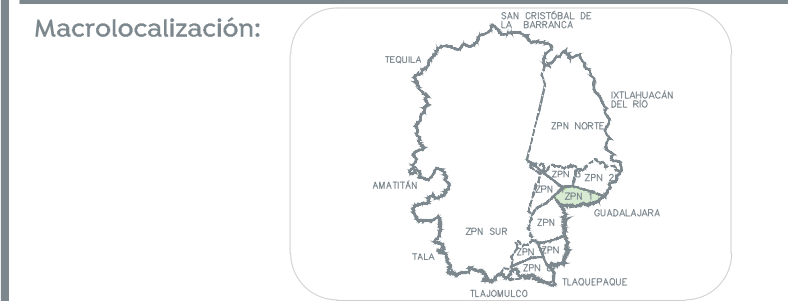 Macrolocalización:
SAN CRISTÓBAL DE
LA BARRANCA
TEQUILA
IXTLAHUACÁN
DEL RÍO
ZPN NORTE
ZPN
ZPN 2
AMATITÁN
ZPN
ZPN 1
GUADALAJARA
ZPN
ZPN SUR
ZPN
ZPN
TALA
ZPN
TLAQUEPAQUE
TLAJOMULCO